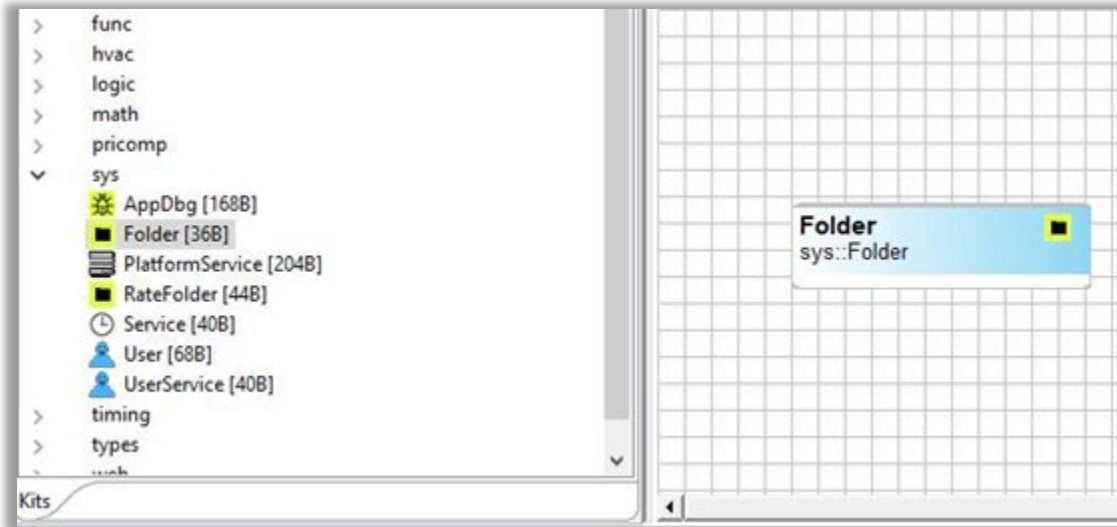 func
hvac
logic
math
pricomp
sys
AppDbg [168B]
Folder [36B]
PlatformService [204B]
RateFolder [44B]
Service [40B]
User [68B]
UserService [40B]
timing
types
Kits
Folder
sys::Folder